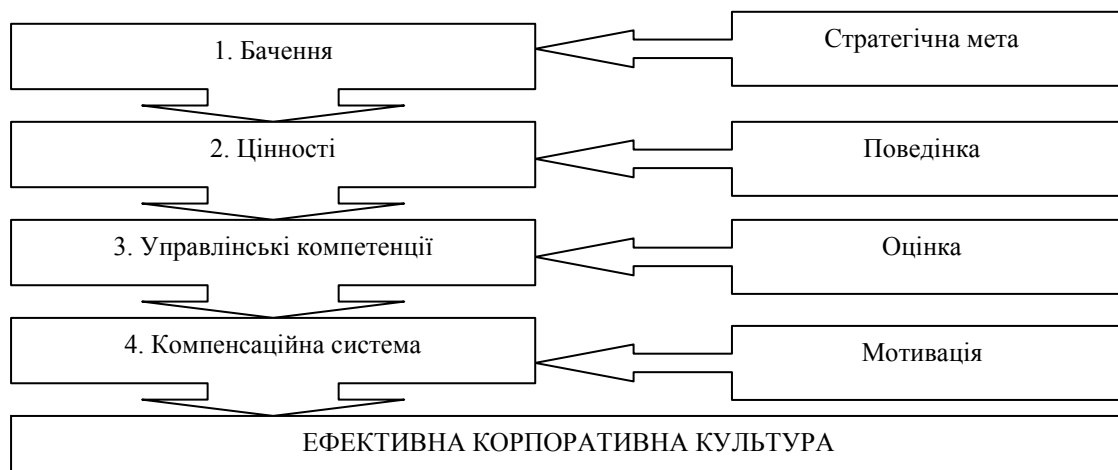 1. Бачення
Стратегічна мета
2. Цінності
Поведінка
3. Управлінські компетенції
Оцінка
4. Компенсаційна система
Мотивація
ЕФЕКТИВНА КОРПОРАТИВНА КУЛЬТУРА